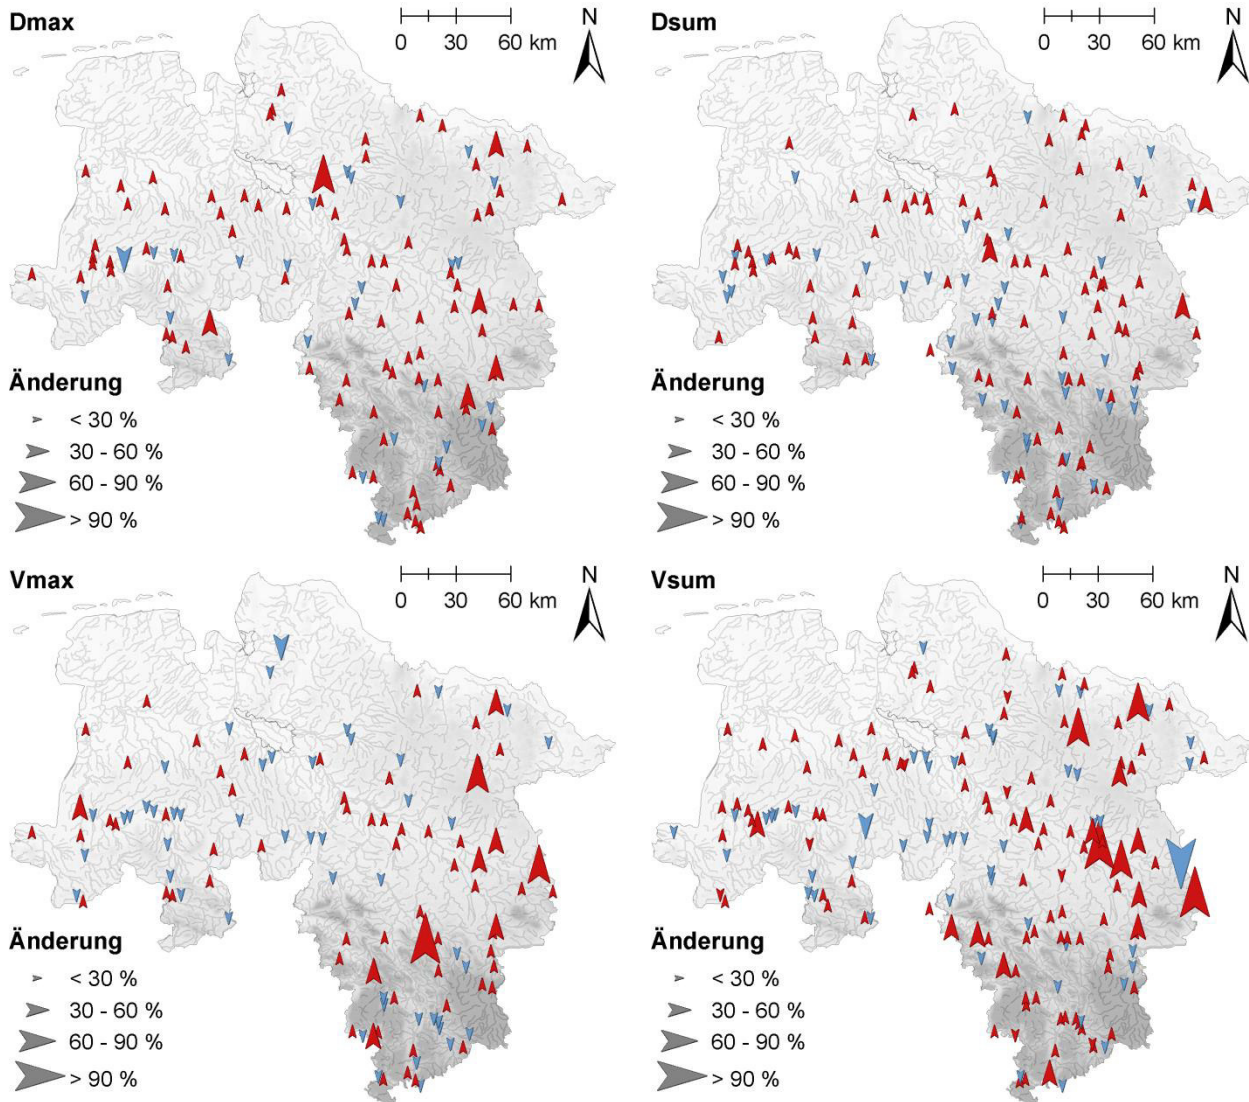 Dmax
N
0 30 60 km
Änderung
< 30 %
30 - 60 %
60 - 90 %
> 90 %
Dsum
N
0 30 60 km
Änderung
< 30 %
30 - 60 %
60 - 90 %
> 90 %
Vmax
N
0 30 60 km
Änderung
< 30 %
30 - 60 %
60 - 90 %
> 90 %
Vsum
N
0 30 60 km
Änderung
< 30 %
30 - 60 %
60 - 90 %
> 90 %